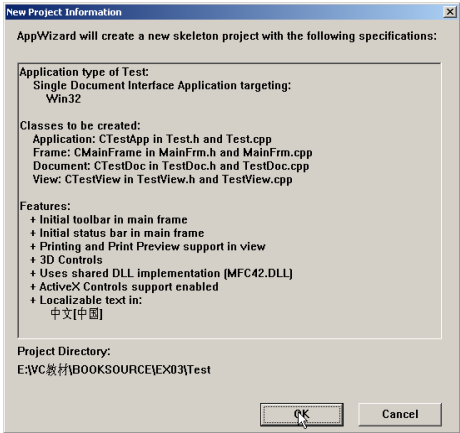 New Project Information
AppWizard will create a new skeleton project with the following specifications:
Application type of Test:
Single Document Interface Application targeting:
Win32
Classes to be created:
Application: CTestApp in Test.h and Test.cpp
Frame: CMainFrame in MainFrm.h and MainFrm.cpp
Document: CTestDoc in TestDoc.h and TestDoc.cpp
View: CTestView in TestView.h and TestView.cpp
Features:
+ Initial toolbar in main frame
+ Initial status bar in main frame
+ Printing and Print Preview support in view
+ 3D Controls
+ Uses shared DLL implementation (MFC42.DLL)
+ ActiveX Controls support enabled
+ Localizable text in:
中文[中国]
Project Directory:
E:\VC教材\BOOKSOURCE\EX03\Test
OK Cancel